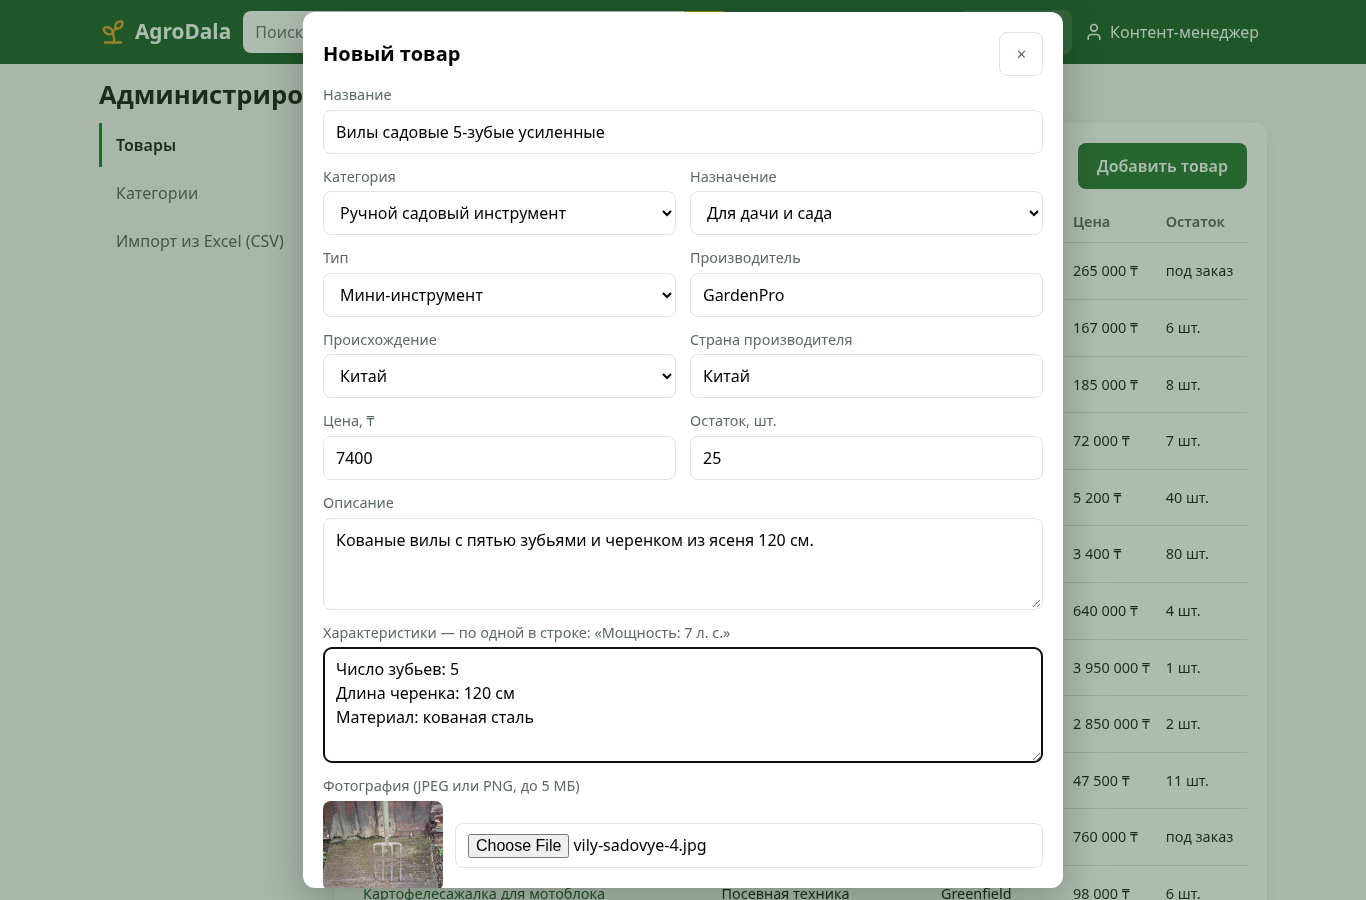 AgroDala
Поиск
Контент-менеджер
Администриро
Товары
Категории
Импорт из Excel (CSV)
Новый товар
×
Название
Вилы садовые 5-зубые усиленные
Категория
Назначение
Ручной садовый инструмент
Для дачи и сада
Тип
Производитель
Мини-инструмент
GardenPro
Происхождение
Страна производителя
Китай
Китай
Цена, ₸
Остаток, шт.
7400
25
Описание
Кованые вилы с пятью зубьями и черенком из ясеня 120 см.
Характеристики — по одной в строке: «Мощность: 7 л. с.»
Число зубьев: 5
Длина черенка: 120 см
Материал: кованая сталь
Фотография (JPEG или PNG, до 5 МБ)
Choose File vily-sadovye-4.jpg
Добавить товар
Цена Остаток
265 000 ₸ под заказ
167 000 ₸ 6 шт.
185 000 ₸ 8 шт.
72 000 ₸ 7 шт.
5 200 ₸ 40 шт.
3 400 ₸ 80 шт.
640 000 ₸ 4 шт.
3 950 000 ₸ 1 шт.
2 850 000 ₸ 2 шт.
47 500 ₸ 11 шт.
760 000 ₸ под заказ
Картофелесажалка для мотоблока Посевная техника Greenfield 98 000 ₸ 6 шт.